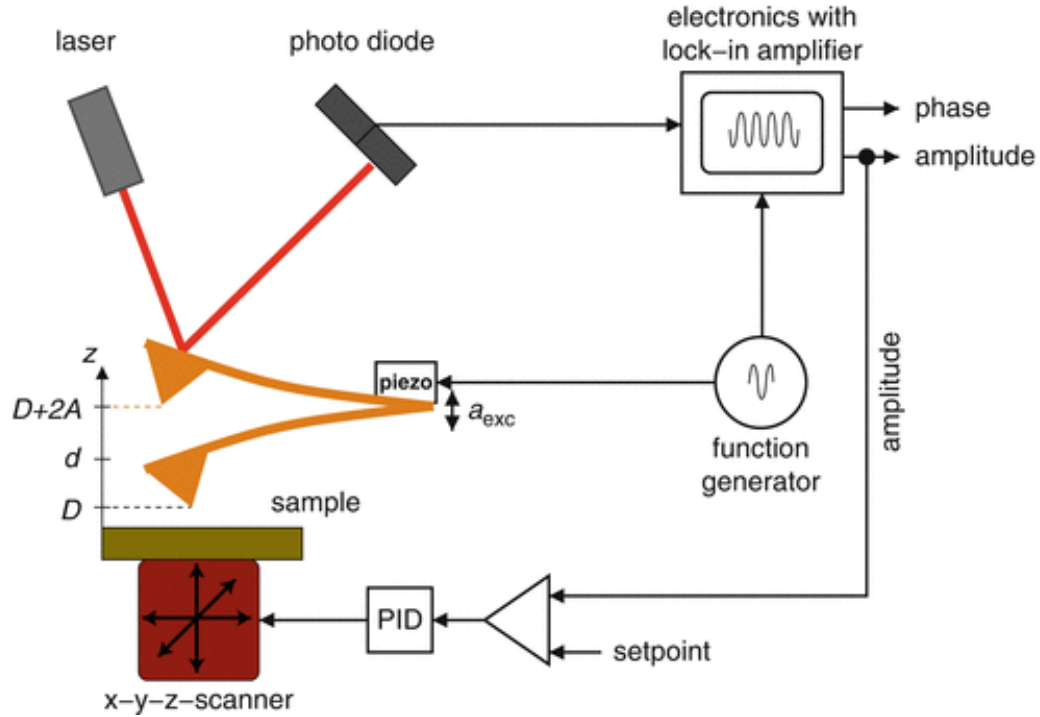 electronics with
lock–in amplifier
laser
photo diode
phase
amplitude
z
piezo
D+2A
a_exc
d
amplitude
function
generator
D
sample
PID
setpoint
x–y–z–scanner